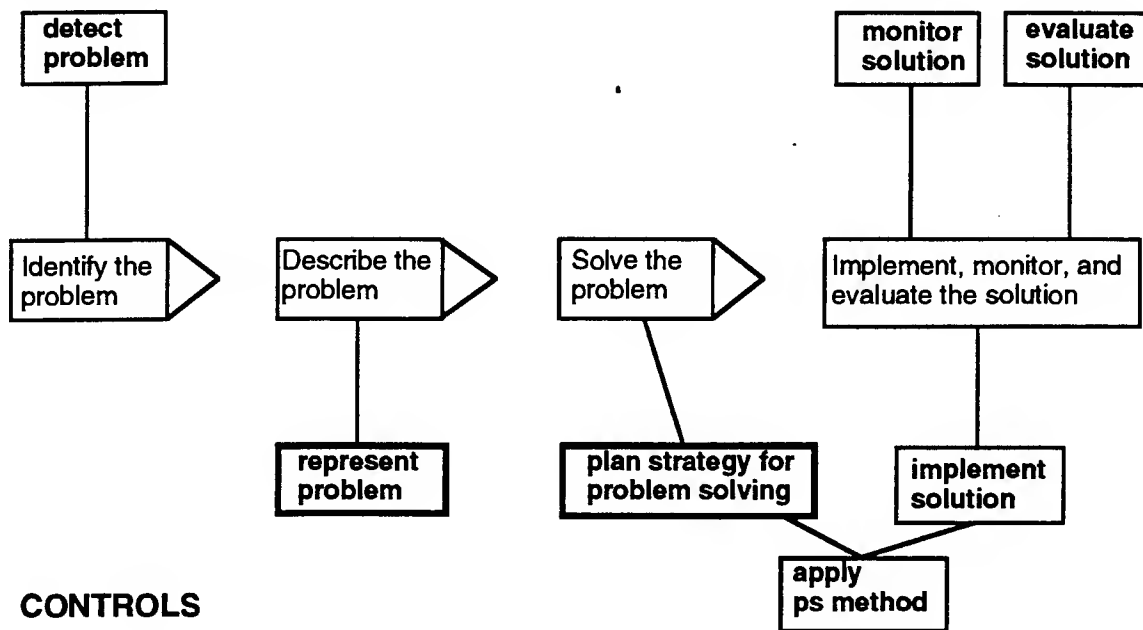 detect
problem
monitor
solution
evaluate
solution
Identify the
problem
Describe the
problem
Solve the
problem
Implement, monitor, and
evaluate the solution
represent
problem
plan strategy for
problem solving
implement
solution
apply
ps method
CONTROLS